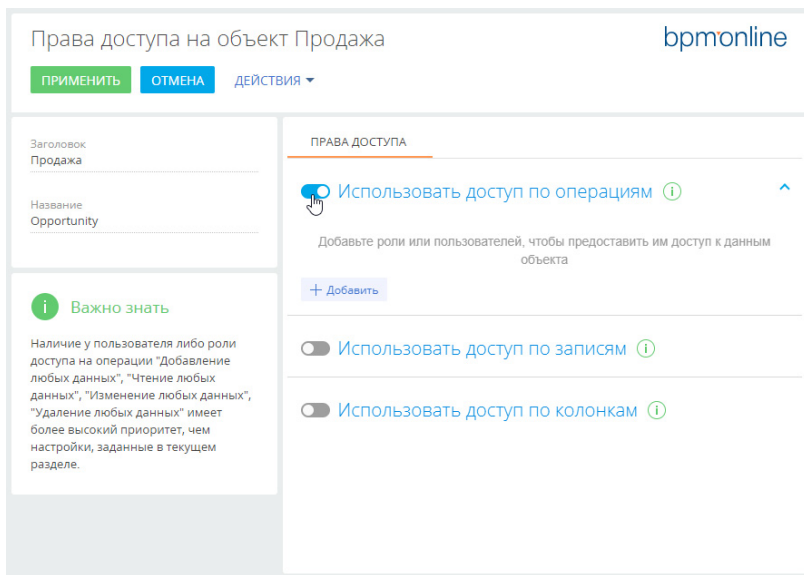 Права доступа на объект Продажа
bpmonline
ПРИМЕНИТЬ
ОТМЕНА
ДЕЙСТВИЯ
Заголовок
Продажа
Название
Opportunity
Важно знать
Наличие у пользователя либо роли
доступа на операции "Добавление
любых данных", "Чтение любых
данных", "Изменение любых данных",
"Удаление любых данных" имеет
более высокий приоритет, чем
настройки, заданные в текущем
разделе.
ПРАВА ДОСТУПА
Использовать доступ по операциям
Добавьте роли или пользователей, чтобы предоставить им доступ к данным
объекта
+ Добавить
Использовать доступ по записям
Использовать доступ по колонкам